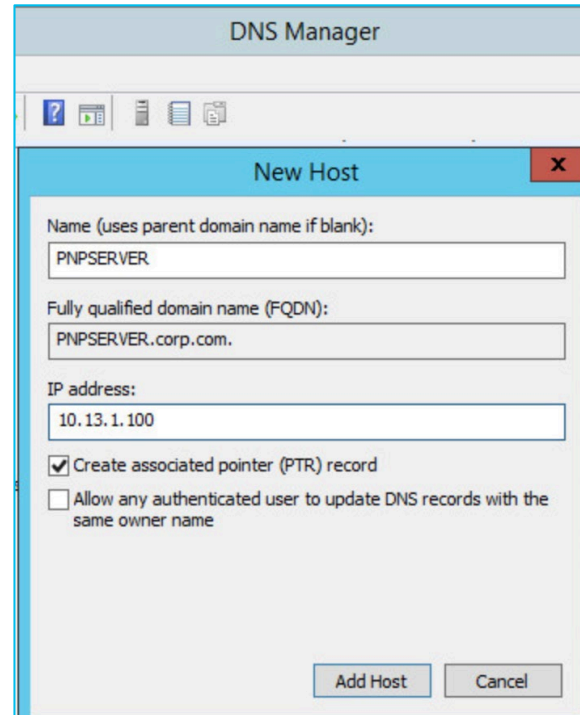 DNS Manager
New Host
x
Name (uses parent domain name if blank):
PNPSERVER
Fully qualified domain name (FQDN):
PNPSERVER.corp.com.
IP address:
10.13.1.100
Create associated pointer (PTR) record
Allow any authenticated user to update DNS records with the
same owner name
Add Host
Cancel